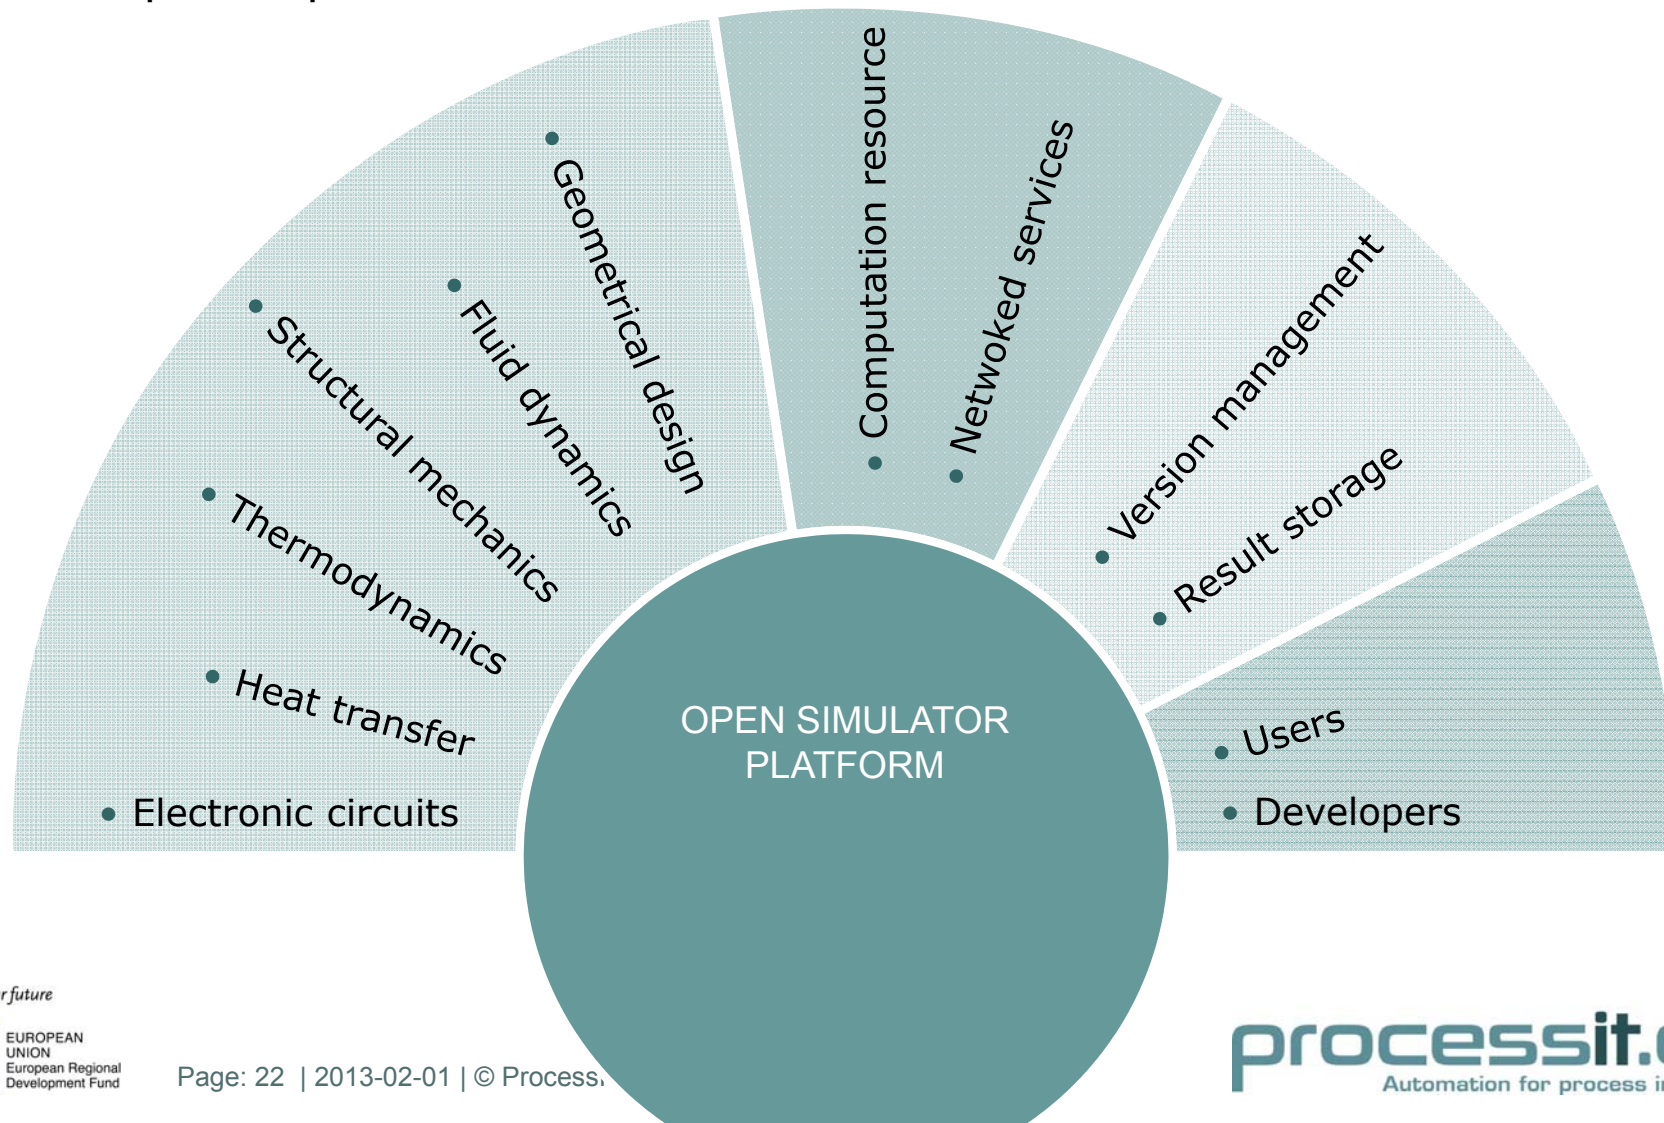 Geometrical design
Fluid dynamics
Structural mechanics
Thermodynamics
Heat transfer
Electronic circuits
Computation resource
Netwoked services
Version management
Result storage
Users
Developers
OPEN SIMULATOR
PLATFORM
future
EUROPEAN
UNION
European Regional
Development Fund
Page: 22 | 2013-02-01 | © Process
processit.
Automation for process